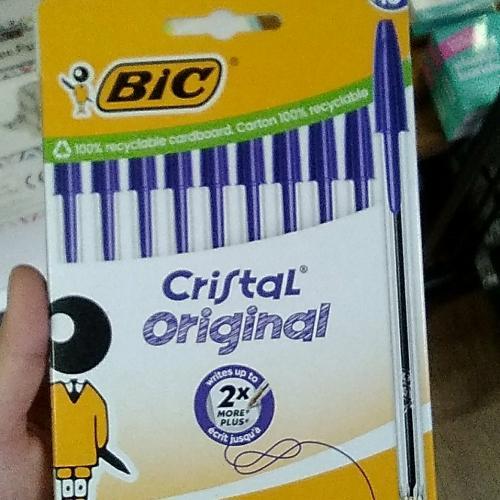 BIC
100% recyclable cardboard. Carton 100% recyclable
Cristal®
Original
writes up to
2x
MORE*
PLUS*
écrit jusqu'à